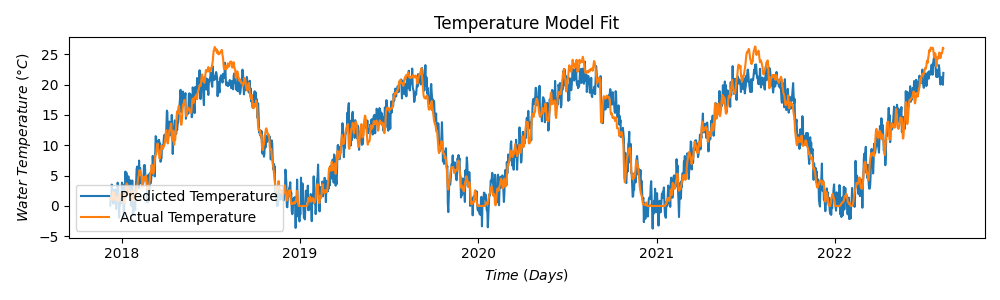 Temperature Model Fit
Water Temperature (°C)
25
20
15
10
5
0
−5
Predicted Temperature
Actual Temperature
2018 2019 2020 2021 2022
Time (Days)